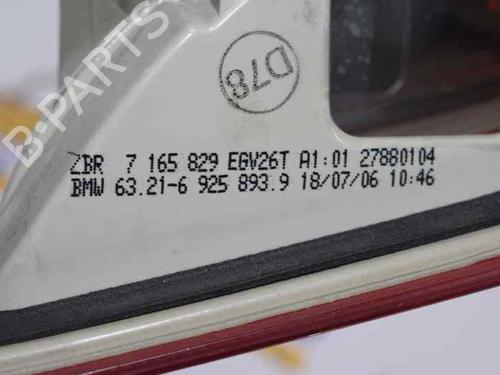 B-PARTS
D78
ZBR 7 165 829 EGV26T A1:01 27880104
BMW 63.21-6 925 893.9 18/07/06 10:46